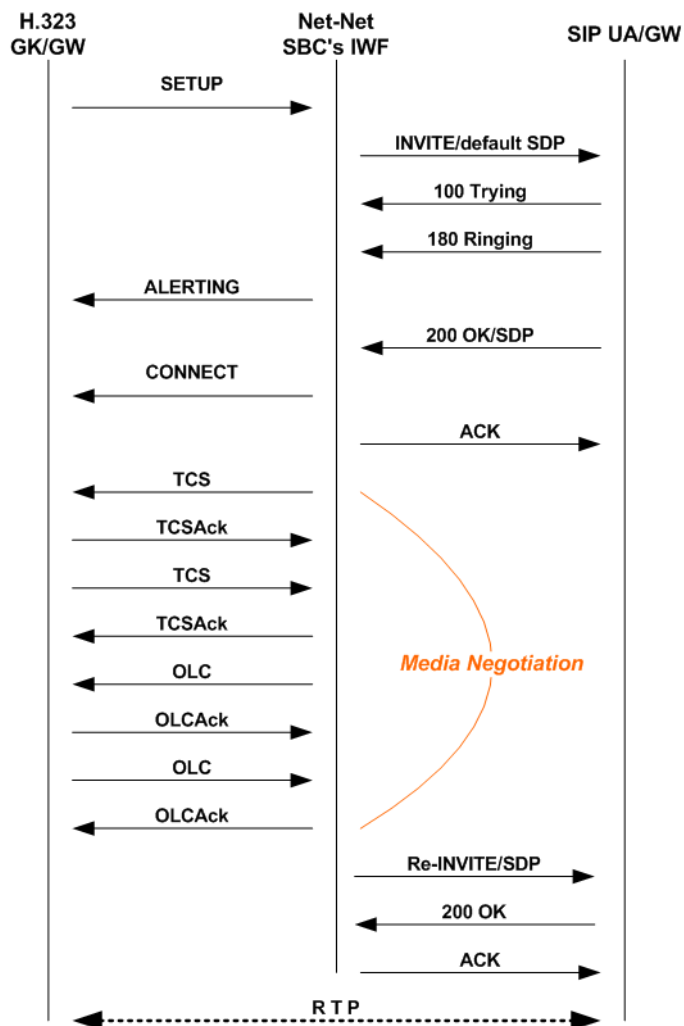 H.323
GK/GW
Net-Net
SBC's IWF
SIP UA/GW
SETUP
INVITE/default SDP
100 Trying
180 Ringing
ALERTING
200 OK/SDP
CONNECT
ACK
TCS
TCSAck
TCS
TCSAck
Media Negotiation
OLC
OLCAck
OLC
OLCAck
Re-INVITE/SDP
200 OK
ACK
R T P